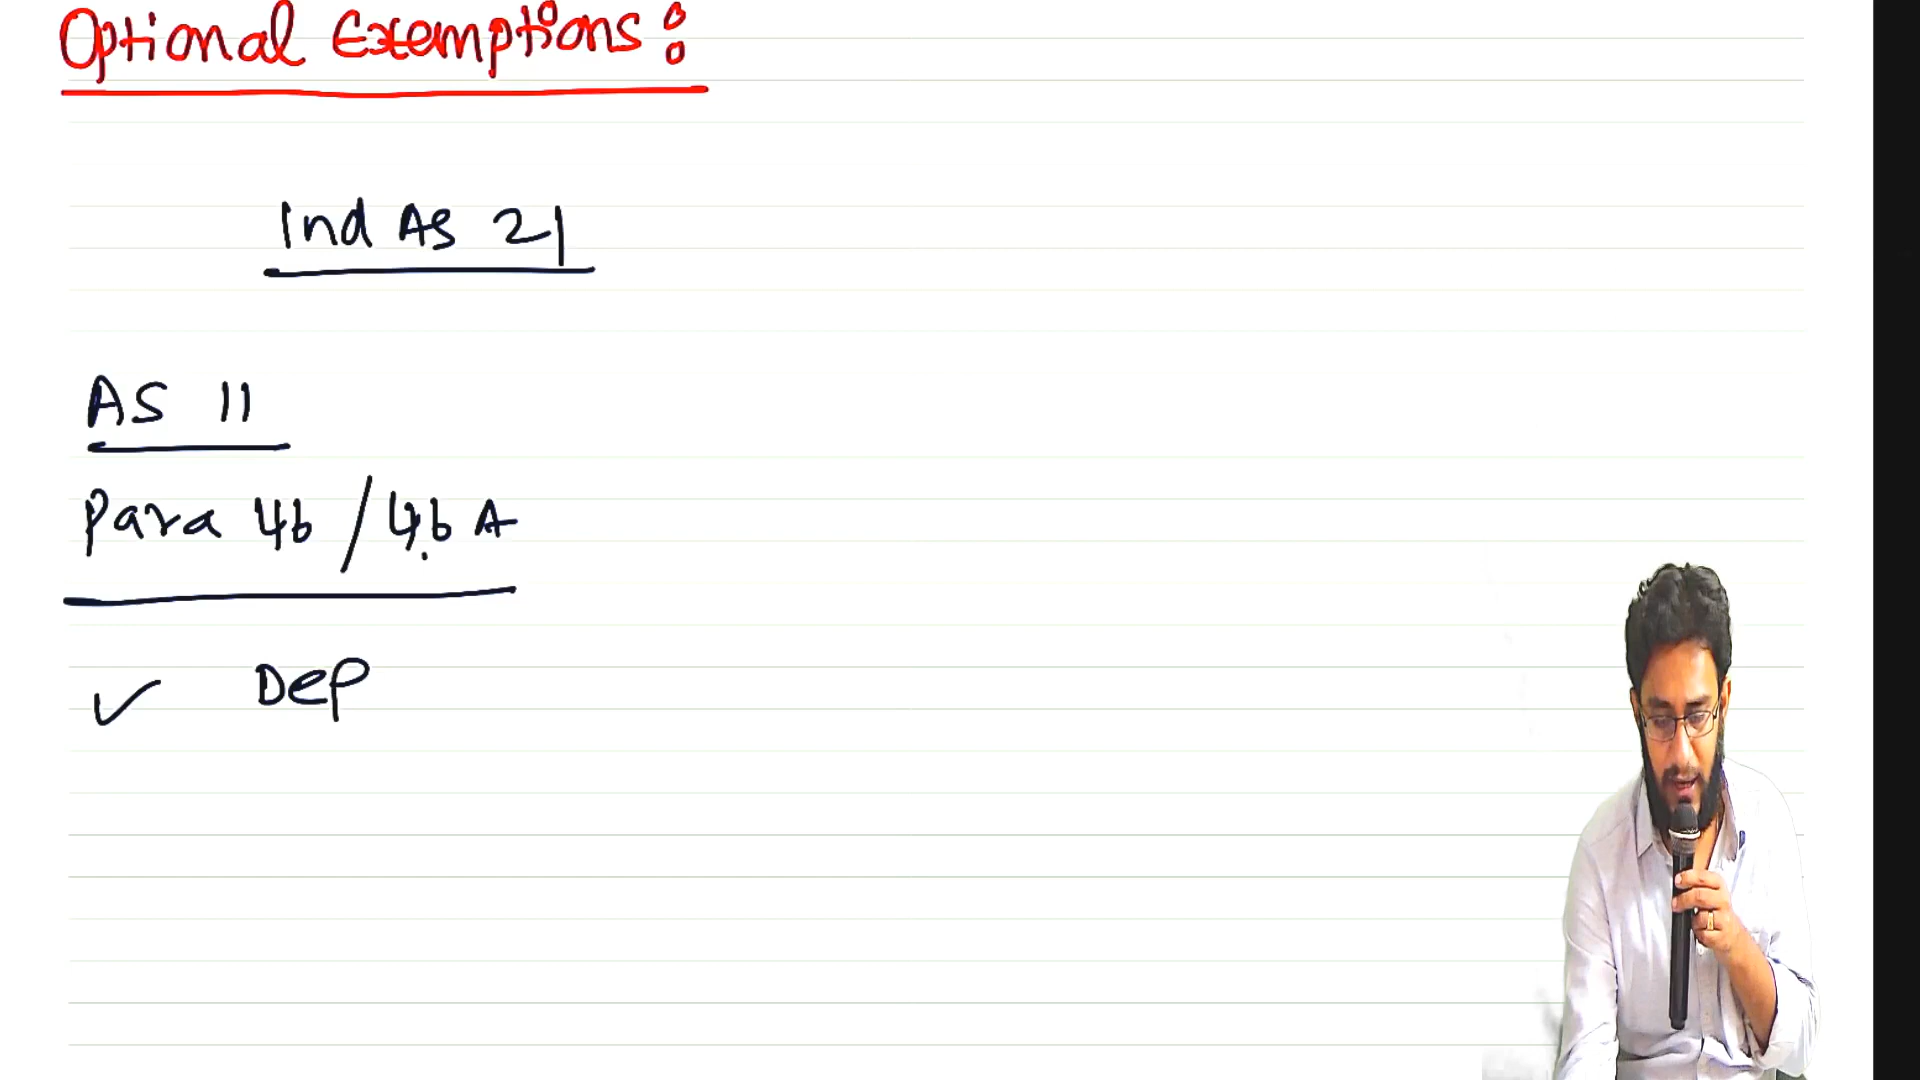 Optional Exemptions:
Ind AS 21
AS 11
Para 46 / 46 A
✓ Dep